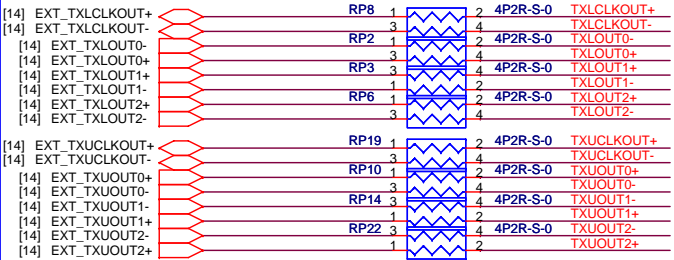 [14] EXT_TXLCLKOUT+ RP8 1 2 4P2R-S-0 TXLCLKOUT+
[14] EXT_TXLCLKOUT- 3 4 TXLCLKOUT-
[14] EXT_TXLOUT0- RP2 1 2 4P2R-S-0 TXLOUT0-
[14] EXT_TXLOUT0+ 3 4 TXLOUT0+
[14] EXT_TXLOUT1+ RP3 1 2 4P2R-S-0 TXLOUT1+
[14] EXT_TXLOUT1- 3 4 TXLOUT1-
[14] EXT_TXLOUT2+ RP6 1 2 4P2R-S-0 TXLOUT2+
[14] EXT_TXLOUT2- 3 4 TXLOUT2-
[14] EXT_TXUCLKOUT+ RP19 1 2 4P2R-S-0 TXUCLKOUT+
[14] EXT_TXUCLKOUT- 3 4 TXUCLKOUT-
[14] EXT_TXUOUT0+ RP10 1 2 4P2R-S-0 TXUOUT0+
[14] EXT_TXUOUT0- 3 4 TXUOUT0-
[14] EXT_TXUOUT1- RP14 3 4 4P2R-S-0 TXUOUT1-
[14] EXT_TXUOUT1+ 1 2 TXUOUT1+
[14] EXT_TXUOUT2- RP22 3 4 4P2R-S-0 TXUOUT2-
[14] EXT_TXUOUT2+ 1 2 TXUOUT2+